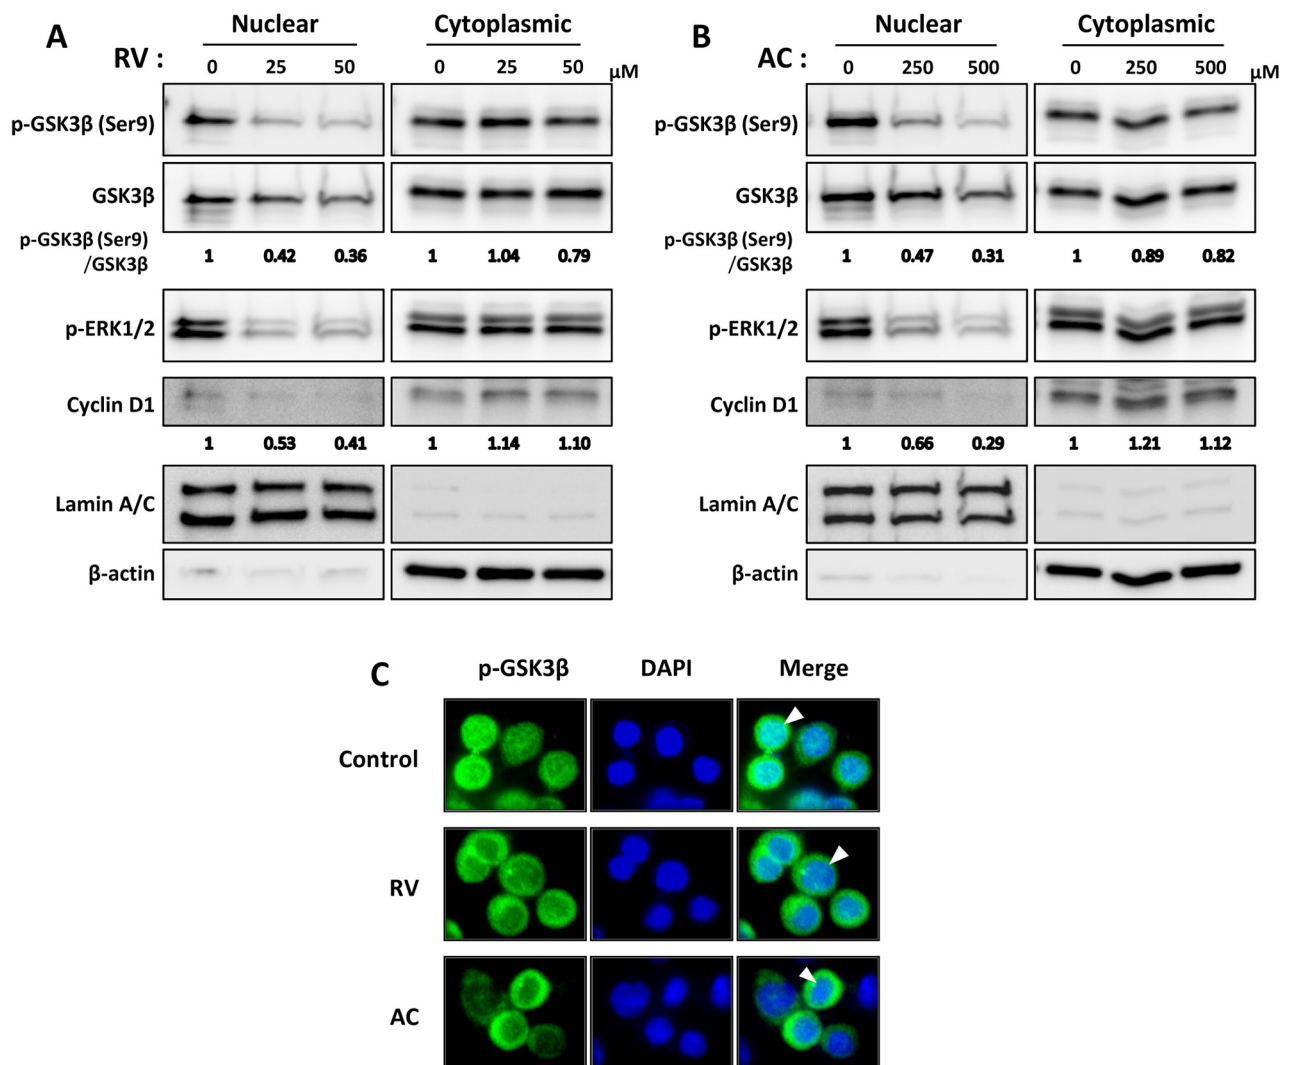 A
Nuclear
Cytoplasmic
RV :
0 25 50
0 25 50
µM
p-GSK3β (Ser9)
GSK3β
p-GSK3β (Ser9)
/GSK3β
1 0.42 0.36
1 1.04 0.79
p-ERK1/2
Cyclin D1
1 0.53 0.41
1 1.14 1.10
Lamin A/C
β-actin
B
Nuclear
Cytoplasmic
AC :
0 250 500
0 250 500
µM
p-GSK3β (Ser9)
GSK3β
p-GSK3β (Ser9)
/GSK3β
1 0.47 0.31
1 0.89 0.82
p-ERK1/2
Cyclin D1
1 0.66 0.29
1 1.21 1.12
Lamin A/C
β-actin
C
p-GSK3β
DAPI
Merge
Control
RV
AC